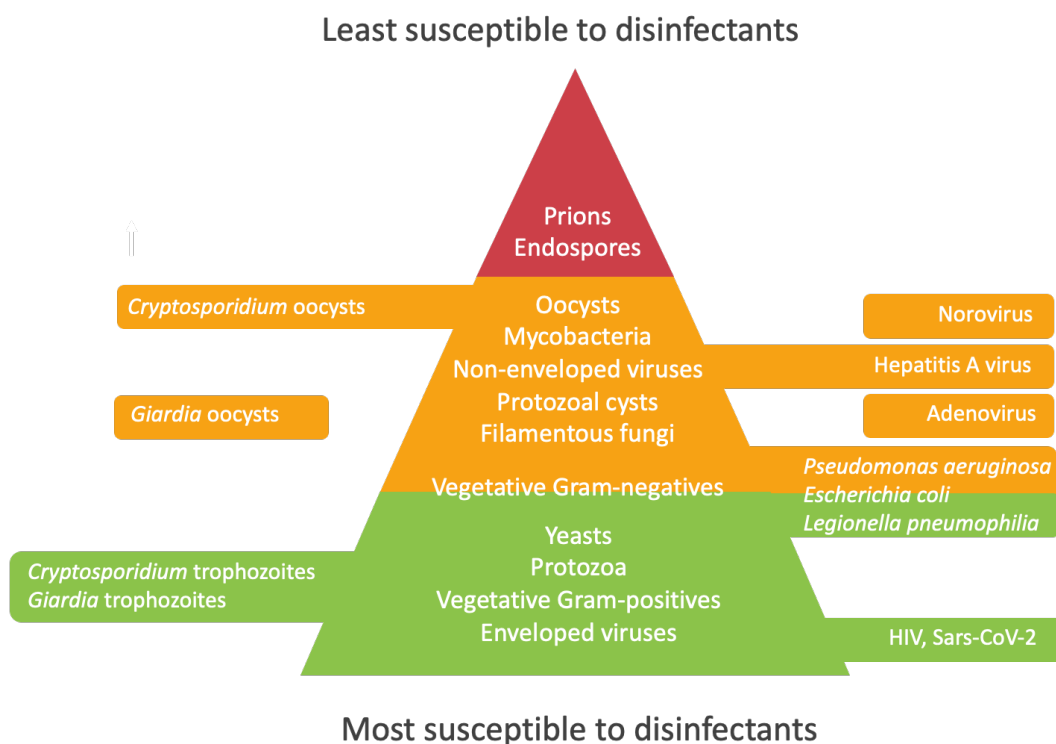 Least susceptible to disinfectants
Prions
Endospores
Cryptosporidium oocysts
Oocysts
Norovirus
Mycobacteria
Non-enveloped viruses
Hepatitis A virus
Protozoal cysts
Giardia oocysts
Adenovirus
Filamentous fungi
Pseudomonas aeruginosa
Vegetative Gram-negatives
Escherichia coli
Legionella pneumophilia
Yeasts
Protozoa
Cryptosporidium trophozoites
Giardia trophozoites
Vegetative Gram-positives
Enveloped viruses
HIV, Sars-CoV-2
Most susceptible to disinfectants